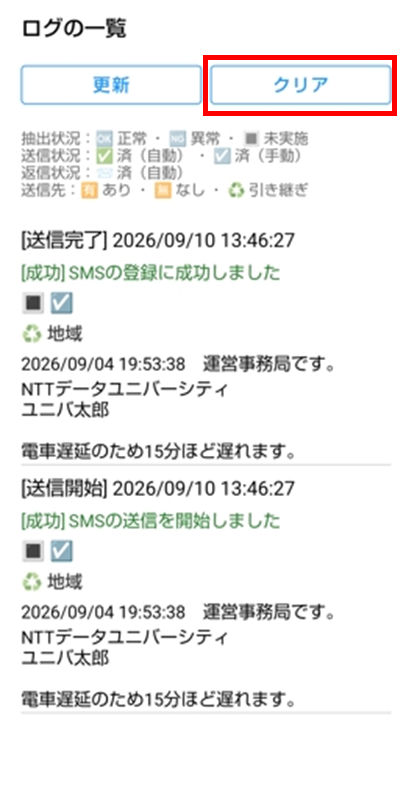 ログの一覧
更新 クリア
抽出状況：🆗 正常 ・ 🆖 異常 ・ 🔳 未実施
送信状況：✅ 済（自動） ・ ☑️ 済（手動）
返信状況：📨 済（自動）
送信先：🈶 あり ・ 🈚 なし ・ ♻️ 引き継ぎ
[送信完了] 2026/09/10 13:46:27
[成功] SMSの登録に成功しました
🔳 ☑️
♻️ 地域
2026/09/04 19:53:38　運営事務局です。
NTTデータユニバーシティ
ユニバ太郎
電車遅延のため15分ほど遅れます。
[送信開始] 2026/09/10 13:46:27
[成功] SMSの送信を開始しました
🔳 ☑️
♻️ 地域
2026/09/04 19:53:38　運営事務局です。
NTTデータユニバーシティ
ユニバ太郎
電車遅延のため15分ほど遅れます。